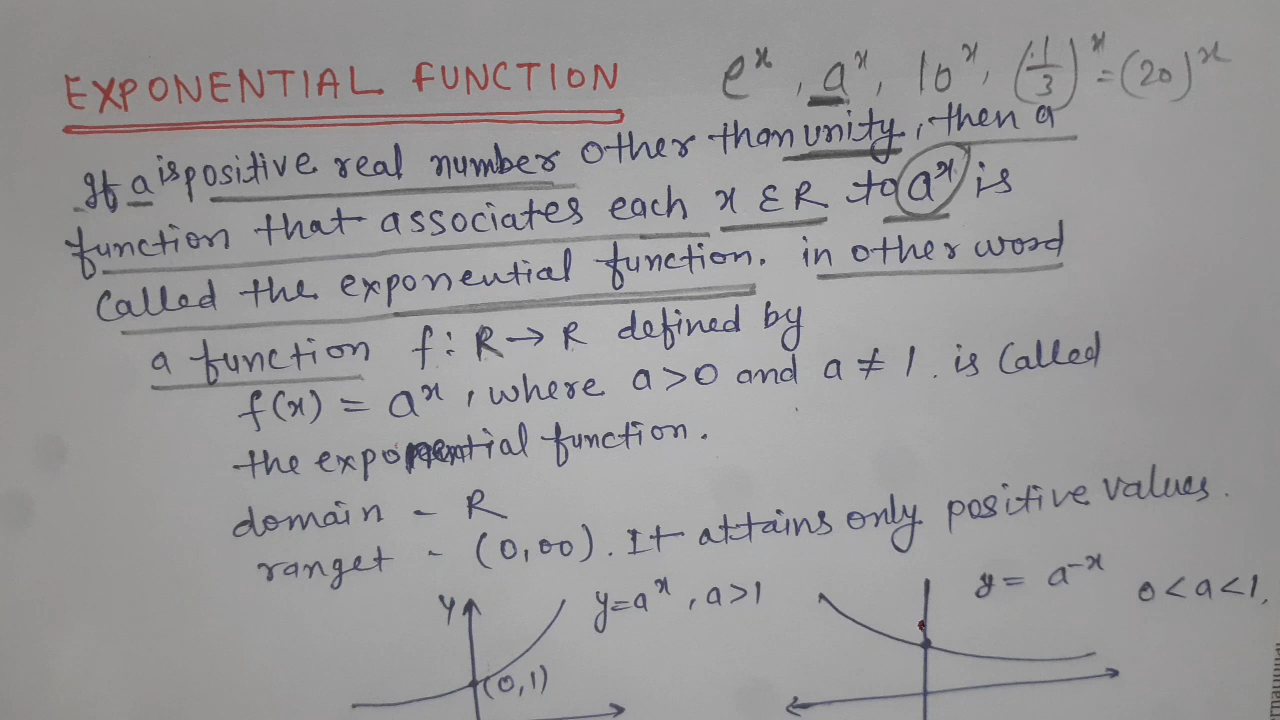 EXPONENTIAL FUNCTION
e^x, a^x, 10^x, (1/3)^x = (20)^x
If a is positive real number other than unity, then a
function that associates each x ∈ R to a^x is
called the exponential function. in other word
a function f: R → R defined by
f(x) = a^x, where a>0 and a ≠ 1. is called
the exponential function.
domain - R
ranget - (0,∞). It attains only positive values.
y=a^x, a>1
y = a^-x 0<a<1,
Y
(0,1)